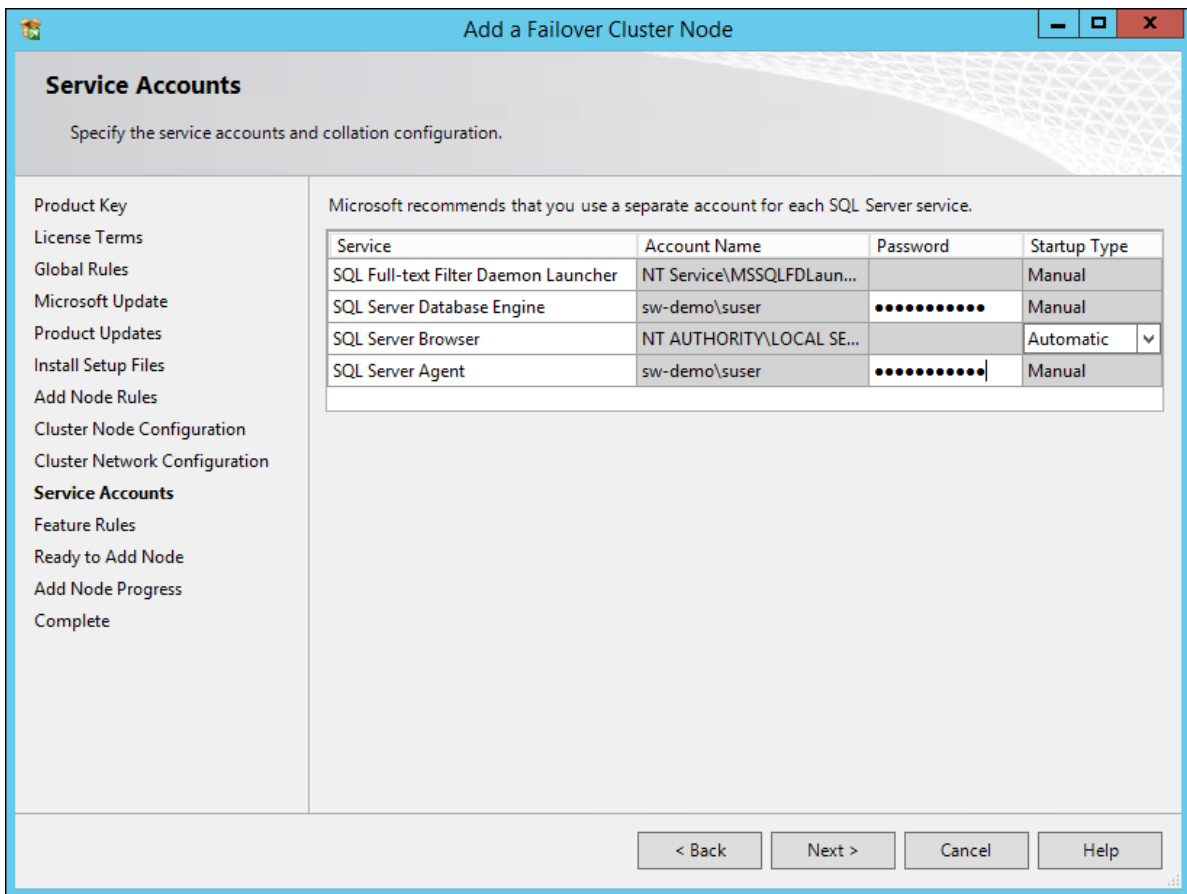 Add a Failover Cluster Node
Service Accounts
Specify the service accounts and collation configuration.
Product Key
License Terms
Global Rules
Microsoft Update
Product Updates
Install Setup Files
Add Node Rules
Cluster Node Configuration
Cluster Network Configuration
Service Accounts
Feature Rules
Ready to Add Node
Add Node Progress
Complete
Microsoft recommends that you use a separate account for each SQL Server service.
Service Account Name Password Startup Type
SQL Full-text Filter Daemon Launcher NT Service\MSSQLFDLaun... Manual
SQL Server Database Engine sw-demo\suser ●●●●●●●●●●● Manual
SQL Server Browser NT AUTHORITY\LOCAL SE... Automatic
SQL Server Agent sw-demo\suser ●●●●●●●●●●● Manual
< Back Next > Cancel Help